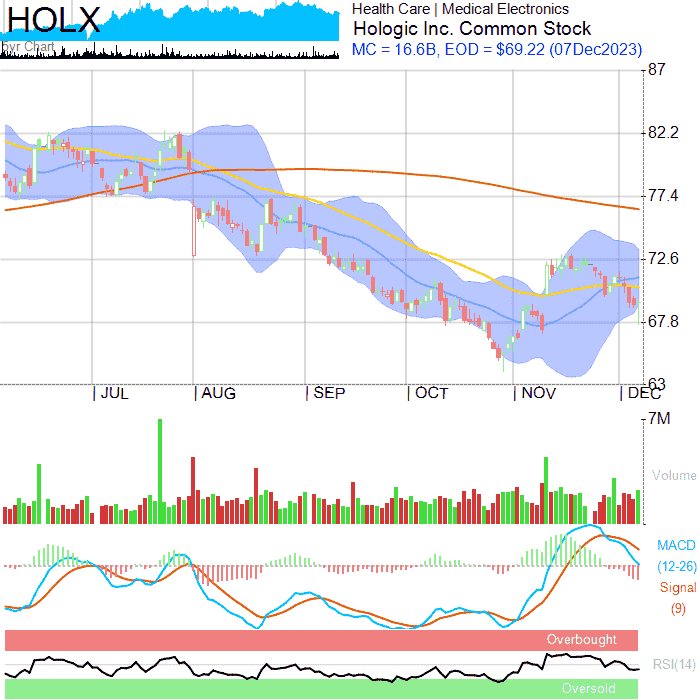 HOLX
5yr Chart
Health Care | Medical Electronics
Hologic Inc. Common Stock
MC = 16.6B, EOD = $69.22 (07Dec2023)
87
82.2
77.4
72.6
67.8
63
| JUL | AUG | SEP | OCT | NOV | DEC
7M
Volume
MACD
(12-26)
Signal
(9)
Overbought
RSI(14)
Oversold